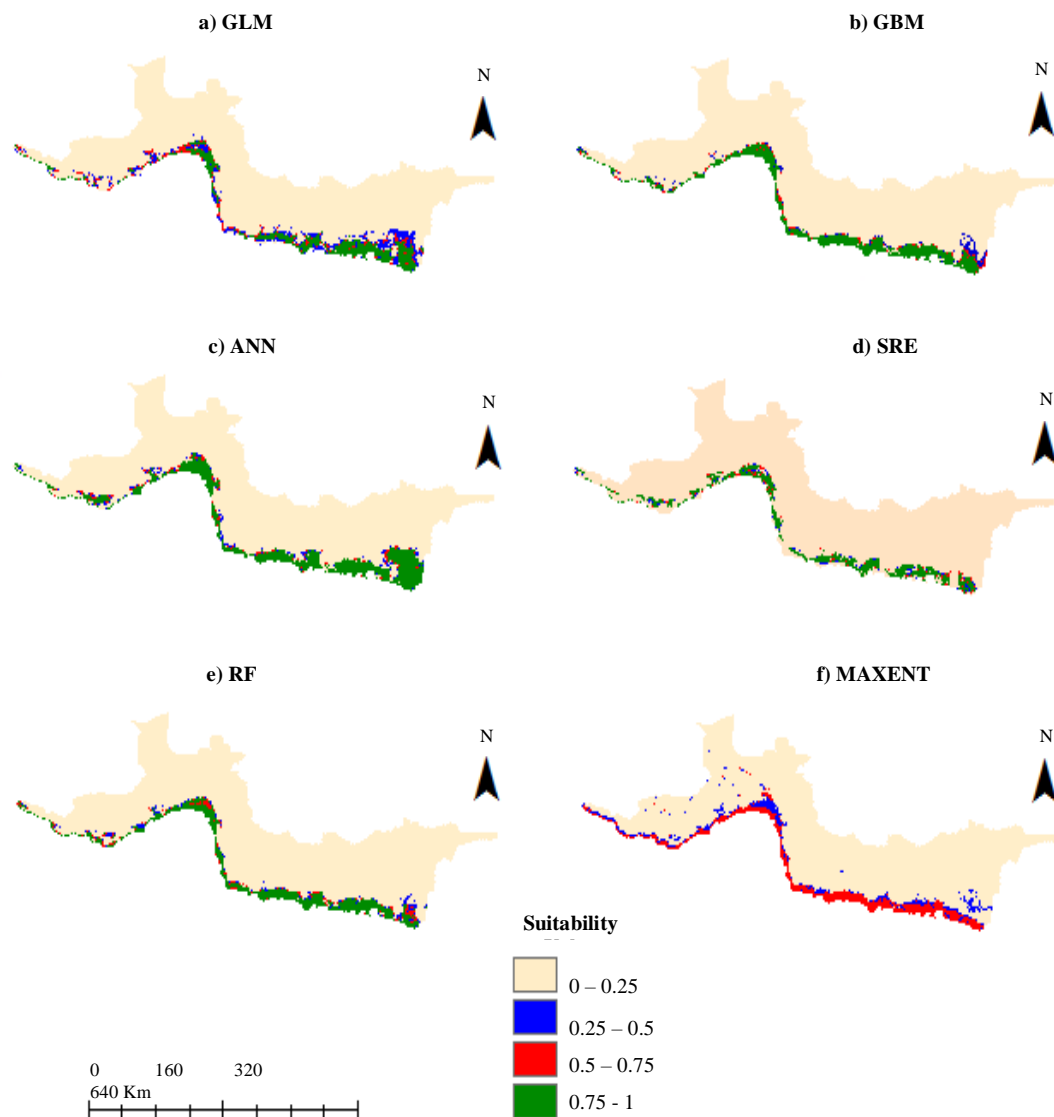 a) GLM
b) GBM
N
N
c) ANN
d) SRE
N
N
e) RF
f) MAXENT
N
N
Suitability
0 – 0.25
0.25 – 0.5
0.5 – 0.75
0.75 - 1
0 160 320
640 Km